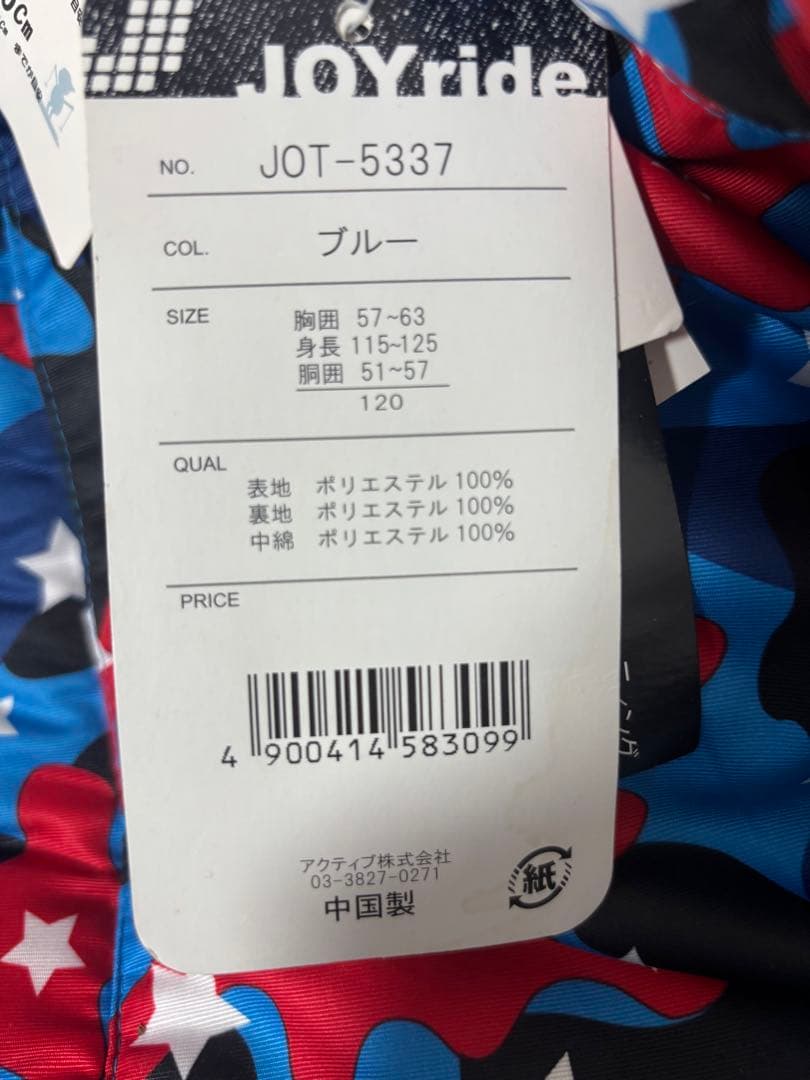 0cm
JOYride
NO. JOT-5337
COL. ブルー
SIZE 胸囲 57~63
身長 115~125
胴囲 51~57
120
QUAL
表地 ポリエステル 100%
裏地 ポリエステル 100%
中綿 ポリエステル 100%
PRICE
4 900414 583099
アクティブ株式会社
03-3827-0271
中国製
紙